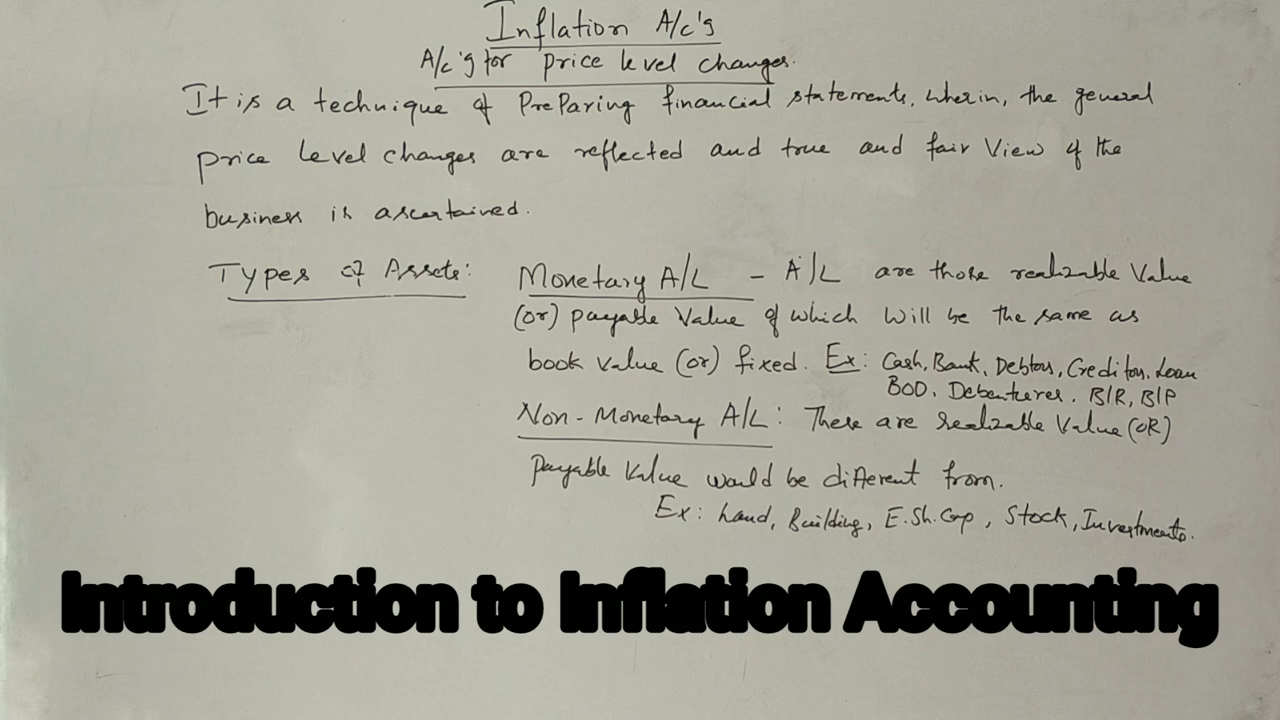 Inflation A/c's
A/c's for price level changes.
It is a technique of Preparing financial statements, wherin, the general
price level changes are reflected and true and fair View of the
business is ascertained.
Types of Assets:
Monetary A/L - A/L are those realizable Value
(or) payable Value of which will be the same as
book value (or) fixed. Ex: Cash, Bank, Debtors, Creditors, Loan
BOD, Debentures, B/R, B/P
Non-Monetary A/L: These are realizable Value (OR)
Payable Value would be different from.
Ex: Land, Building, E.Sh.Cap, Stock, Investments.
Introduction to Inflation Accounting